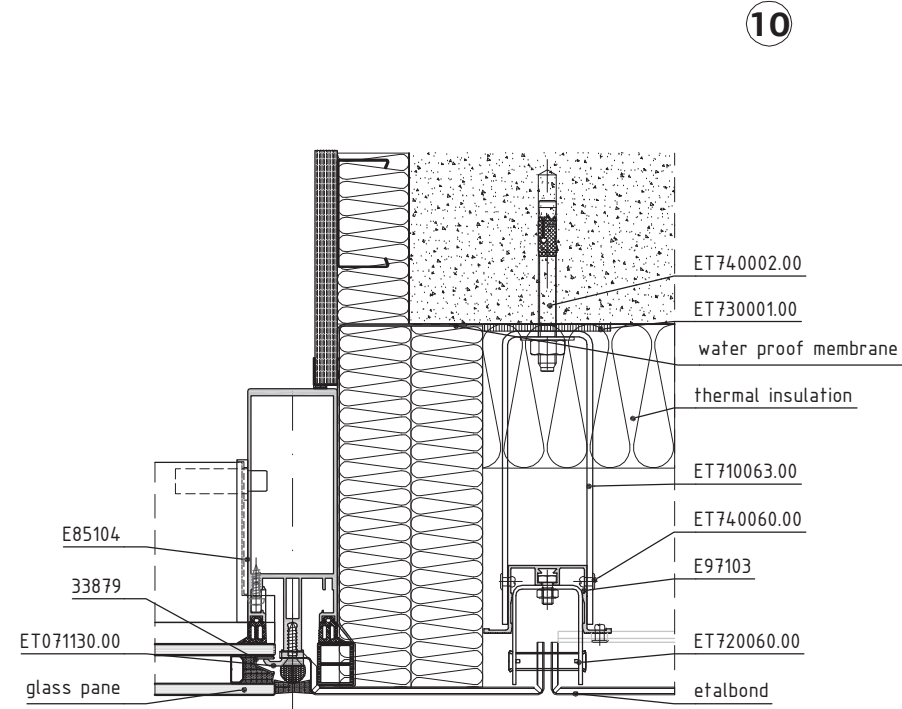 10
ET740002.00
ET730001.00
water proof membrane
thermal insulation
ET710063.00
ET740060.00
E97103
ET720060.00
etalbond
E85104
33879
ET071130.00
glass pane